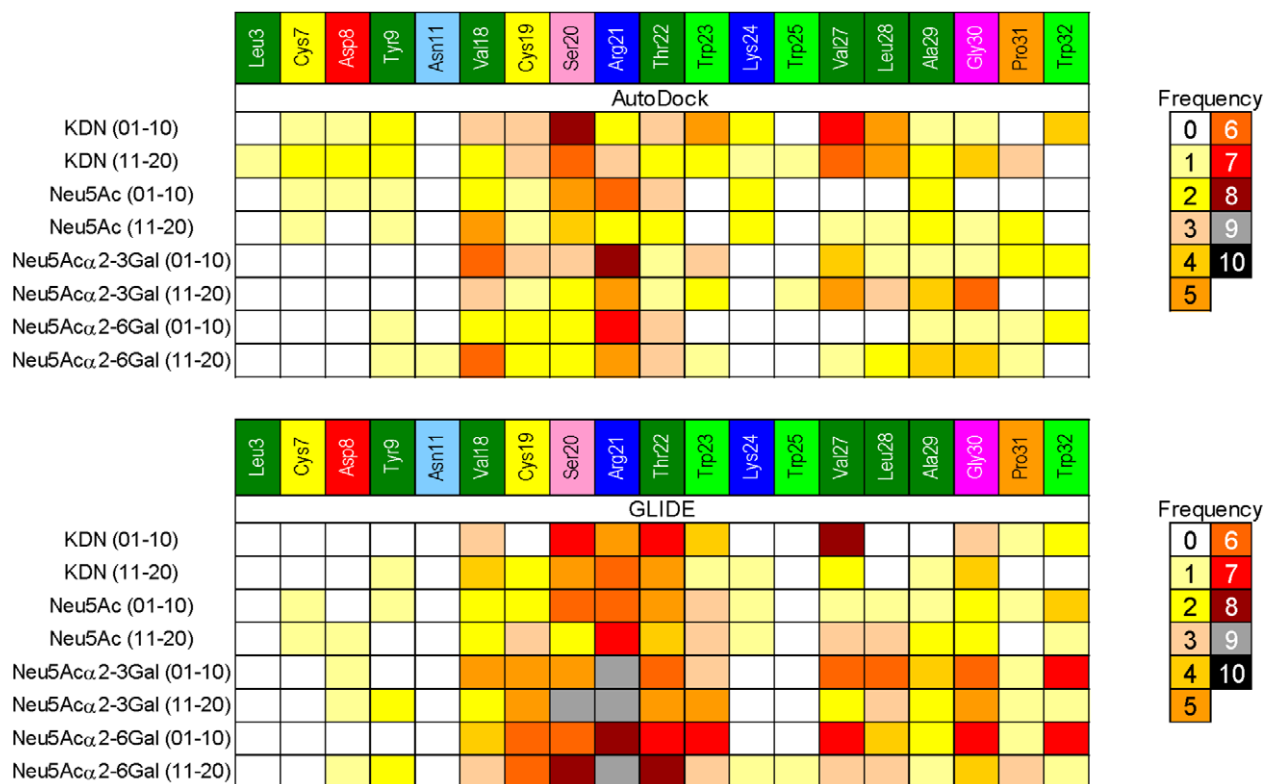 Leu3 Cys7 Asp8 Tyr9 Asn11 Val18 Cys19 Ser20 Arg21 Thr22 Trp23 Lys24 Trp25 Val27 Leu28 Ala29 Gly30 Pro31 Trp32
AutoDock
KDN (01-10)
KDN (11-20)
Neu5Ac (01-10)
Neu5Ac (11-20)
Neu5Acα2-3Gal (01-10)
Neu5Acα2-3Gal (11-20)
Neu5Acα2-6Gal (01-10)
Neu5Acα2-6Gal (11-20)
Frequency
0 6
1 7
2 8
3 9
4 10
5
Leu3 Cys7 Asp8 Tyr9 Asn11 Val18 Cys19 Ser20 Arg21 Thr22 Trp23 Lys24 Trp25 Val27 Leu28 Ala29 Gly30 Pro31 Trp32
GLIDE
KDN (01-10)
KDN (11-20)
Neu5Ac (01-10)
Neu5Ac (11-20)
Neu5Acα2-3Gal (01-10)
Neu5Acα2-3Gal (11-20)
Neu5Acα2-6Gal (01-10)
Neu5Acα2-6Gal (11-20)
Frequency
0 6
1 7
2 8
3 9
4 10
5